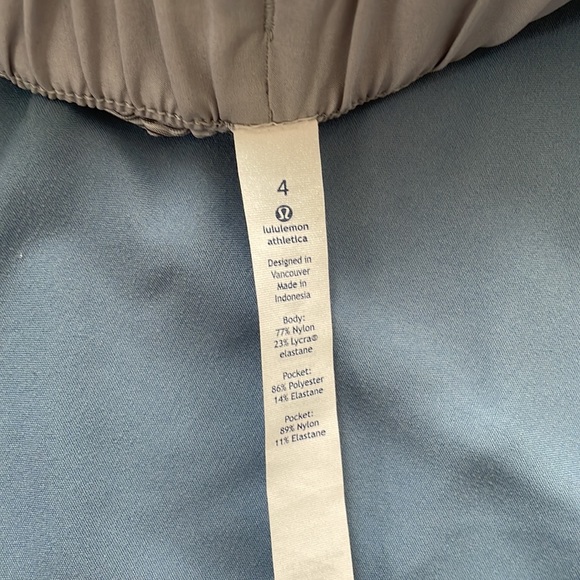 4
lululemon
athletica
Designed in
Vancouver
Made in
Indonesia
Body:
77% Nylon
23% Lycra®
elastane
Pocket:
86% Polyester
14% Elastane
Pocket:
89% Nylon
11% Elastane